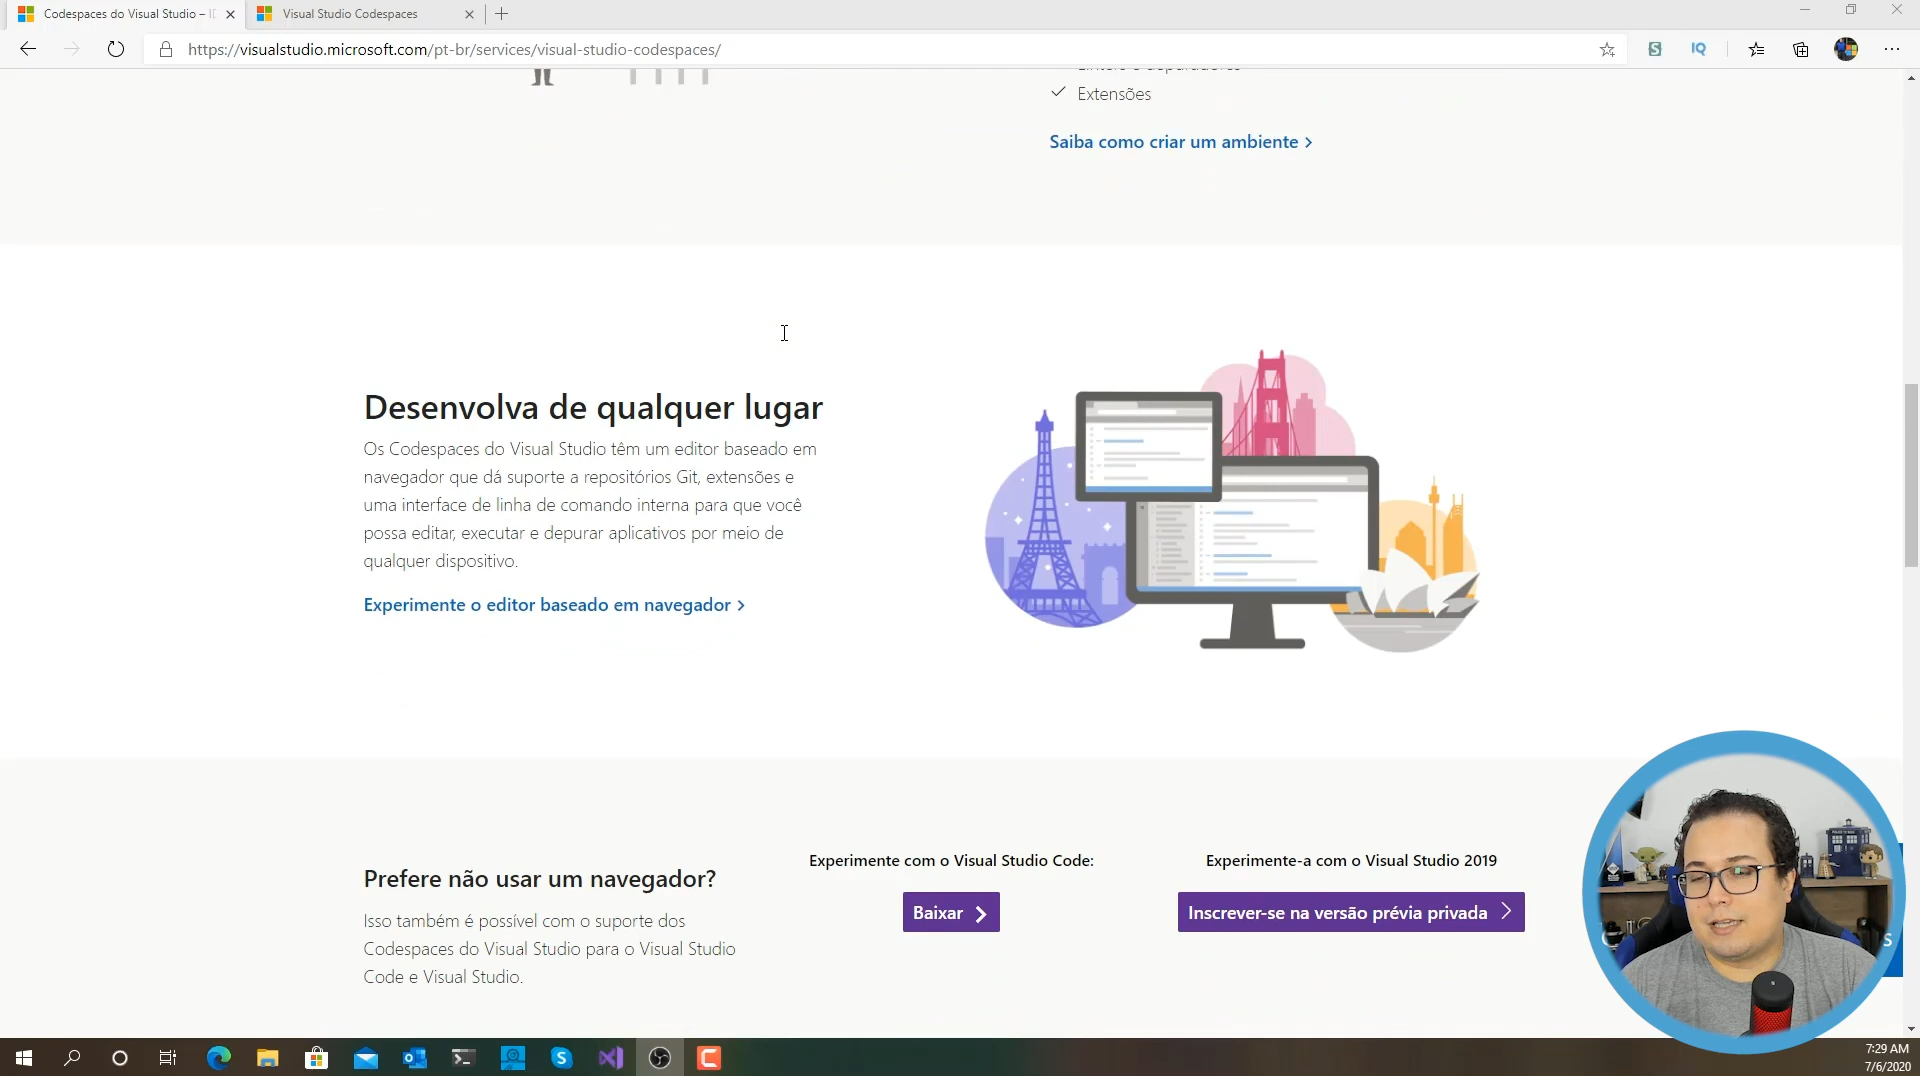 Codespaces do Visual Studio –
Visual Studio Codespaces
https://visualstudio.microsoft.com/pt-br/services/visual-studio-codespaces/
IQ
Extensões
Saiba como criar um ambiente >
Desenvolva de qualquer lugar
Os Codespaces do Visual Studio têm um editor baseado em
navegador que dá suporte a repositórios Git, extensões e
uma interface de linha de comando interna para que você
possa editar, executar e depurar aplicativos por meio de
qualquer dispositivo.
Experimente o editor baseado em navegador >
Prefere não usar um navegador?
Isso também é possível com o suporte dos
Codespaces do Visual Studio para o Visual Studio
Code e Visual Studio.
Experimente com o Visual Studio Code:
Baixar
Experimente-a com o Visual Studio 2019
Inscrever-se na versão prévia privada
7:29 AM
7/6/2020